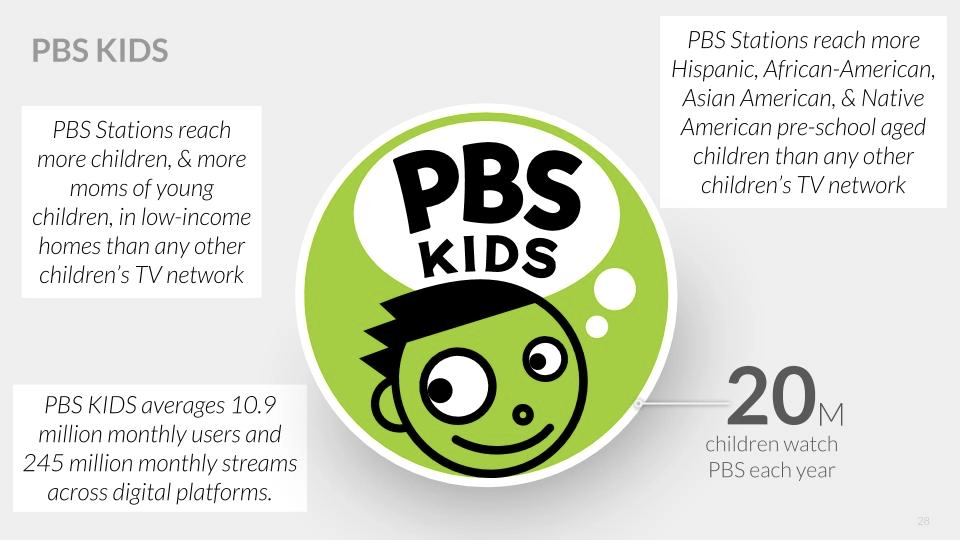 PBS KIDS
PBS Stations reach more
Hispanic, African-American,
Asian American, & Native
American pre-school aged
children than any other
children's TV network
PBS Stations reach
more children, & more
moms of young
children, in low-income
homes than any other
children's TV network
PBS
KIDS
PBS KIDS averages 10.9
million monthly users and
245 million monthly streams
across digital platforms.
20M
children watch
PBS each year
28